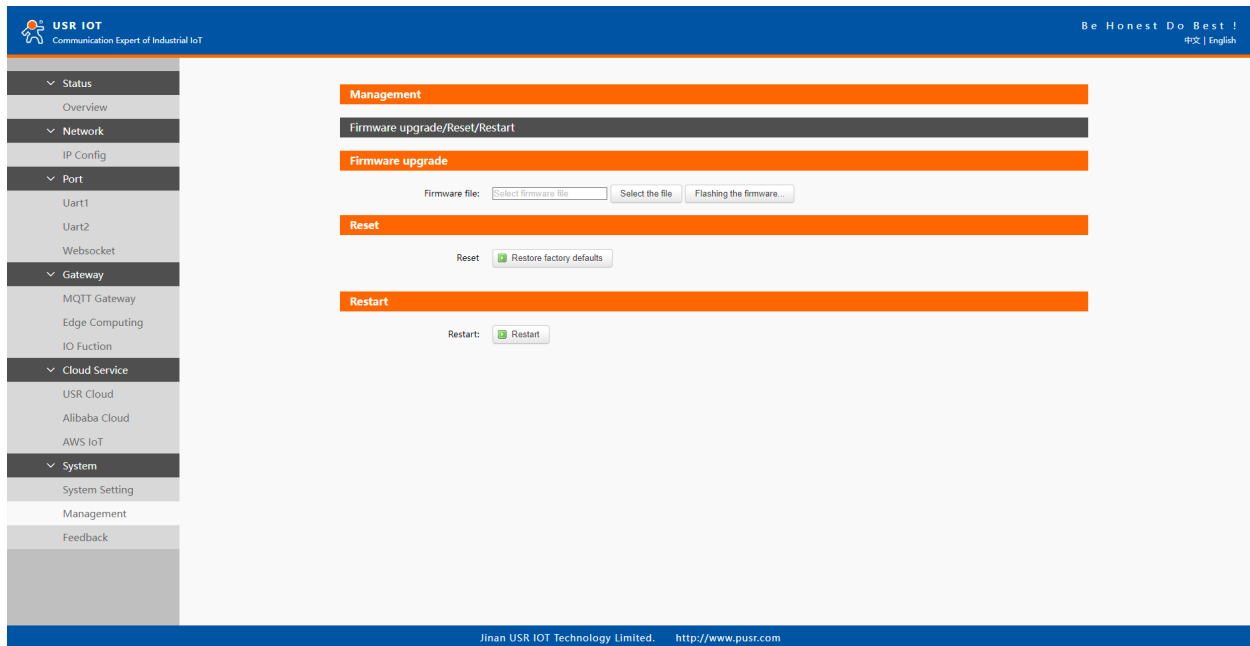 USR IOT
Communication Expert of Industrial IoT
Be Honest Do Best !
中文 | English
Status
Overview
Network
IP Config
Port
Uart1
Uart2
Websocket
Gateway
MQTT Gateway
Edge Computing
IO Fuction
Cloud Service
USR Cloud
Alibaba Cloud
AWS IoT
System
System Setting
Management
Feedback
Management
Firmware upgrade/Reset/Restart
Firmware upgrade
Firmware file: Select firmware file Select the file Flashing the firmware...
Reset
Reset Restore factory defaults
Restart
Restart: Restart
Jinan USR IOT Technology Limited. http://www.pusr.com